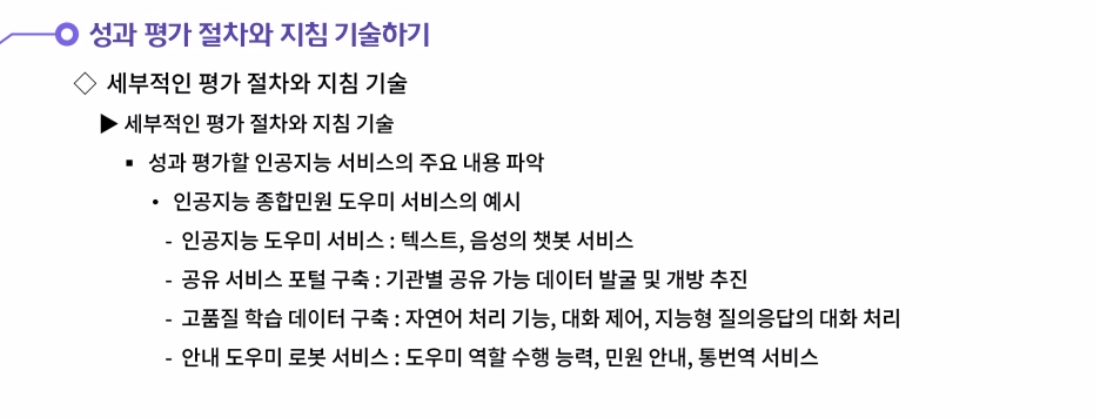 성과 평가 절차와 지침 기술하기
◇ 세부적인 평가 절차와 지침 기술
▶ 세부적인 평가 절차와 지침 기술
▪ 성과 평가할 인공지능 서비스의 주요 내용 파악
• 인공지능 종합민원 도우미 서비스의 예시
- 인공지능 도우미 서비스 : 텍스트, 음성의 챗봇 서비스
- 공유 서비스 포털 구축 : 기관별 공유 가능 데이터 발굴 및 개방 추진
- 고품질 학습 데이터 구축 : 자연어 처리 기능, 대화 제어, 지능형 질의응답의 대화 처리
- 안내 도우미 로봇 서비스 : 도우미 역할 수행 능력, 민원 안내, 통번역 서비스